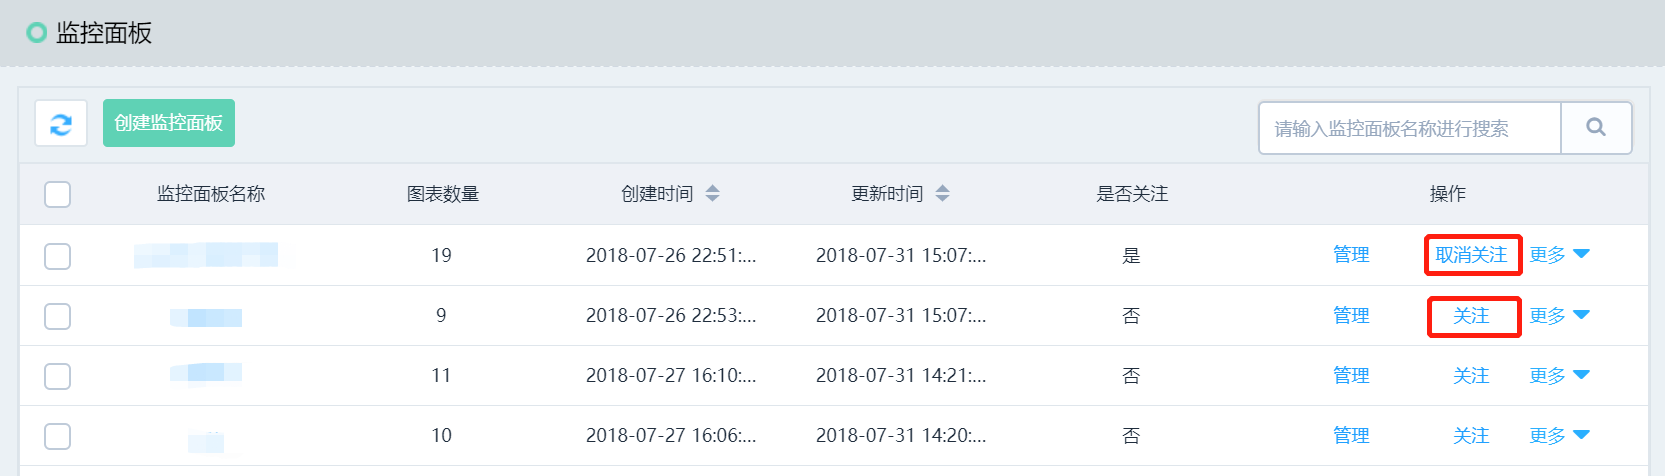 监控面板
创建监控面板
请输入监控面板名称进行搜索
监控面板名称 图表数量 创建时间 更新时间 是否关注 操作
19 2018-07-26 22:51:... 2018-07-31 15:07:... 是 管理 取消关注 更多
9 2018-07-26 22:53:... 2018-07-31 15:07:... 否 管理 关注 更多
11 2018-07-27 16:10:... 2018-07-31 14:21:... 否 管理 关注 更多
10 2018-07-27 16:06:... 2018-07-31 14:20:... 否 管理 关注 更多